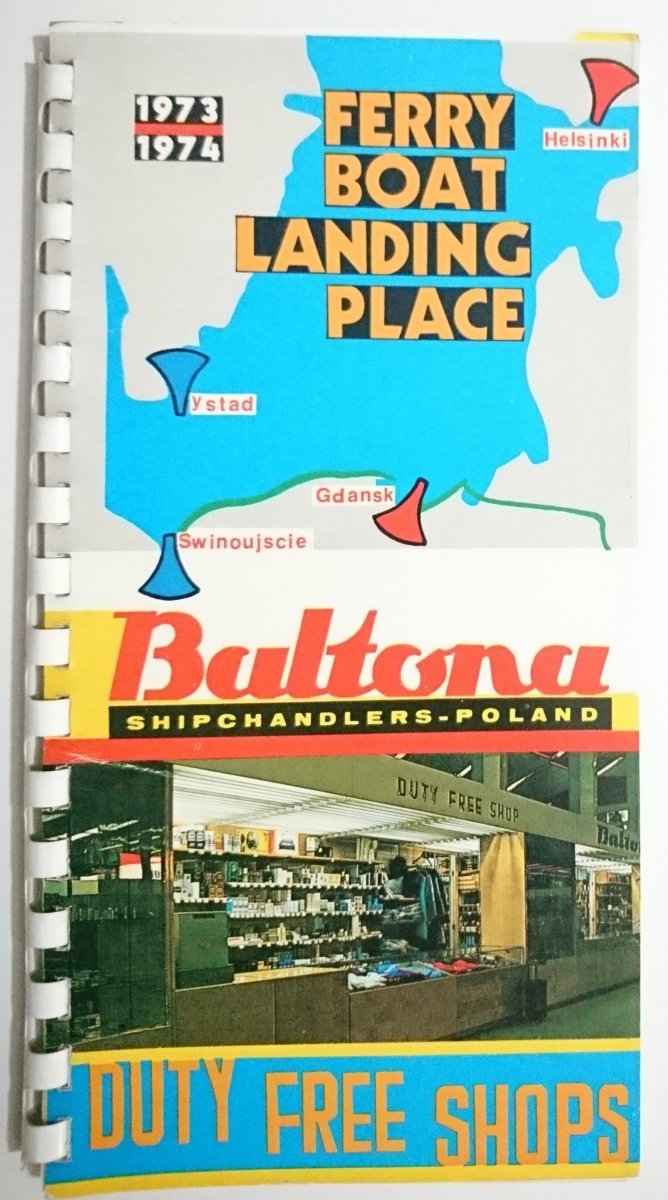 1973
1974
FERRY
BOAT
LANDING
PLACE
Helsinki
ystad
Gdansk
Swinoujscie
Baltona
SHIPCHANDLERS-POLAND
DUTY FREE SHOP
Balto
DUTY FREE SHOPS